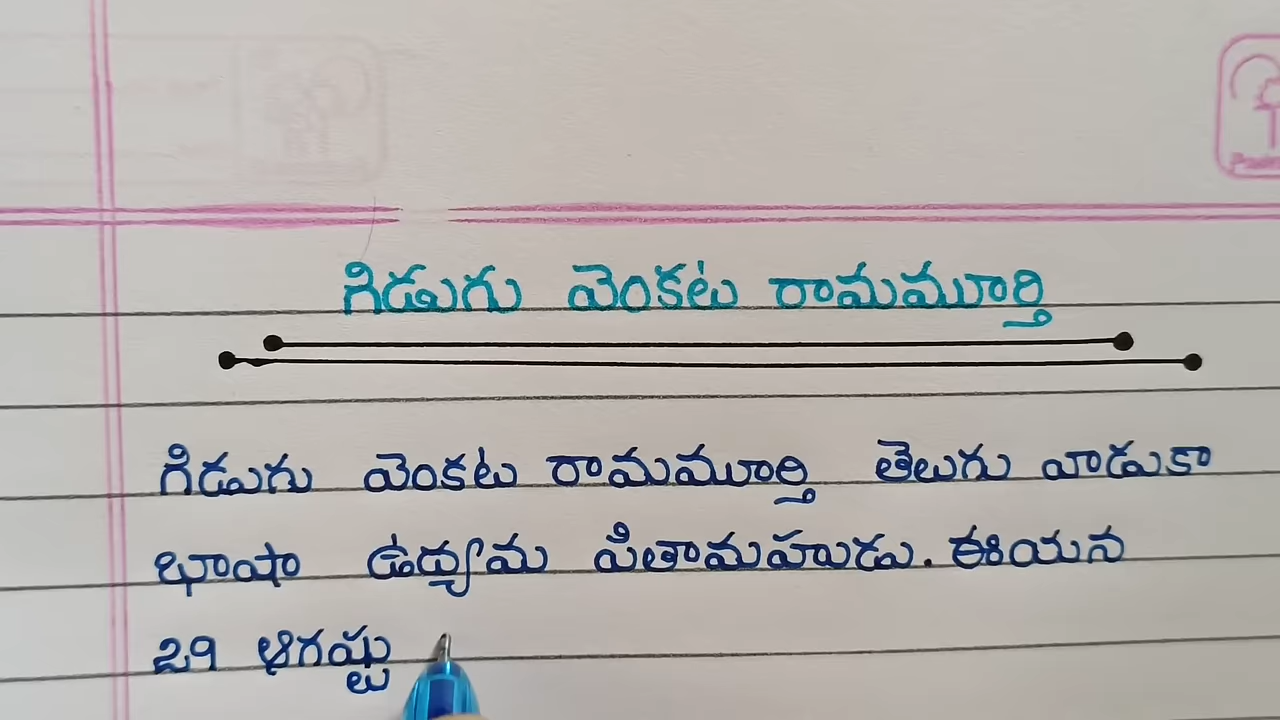 గిడుగు వెంకట రామమూర్తి
గిడుగు వెంకట రామమూర్తి తెలుగు వాడుకా
భాషా ఉద్యమ పితామహుడు. ఈయన
29 ఆగష్టు